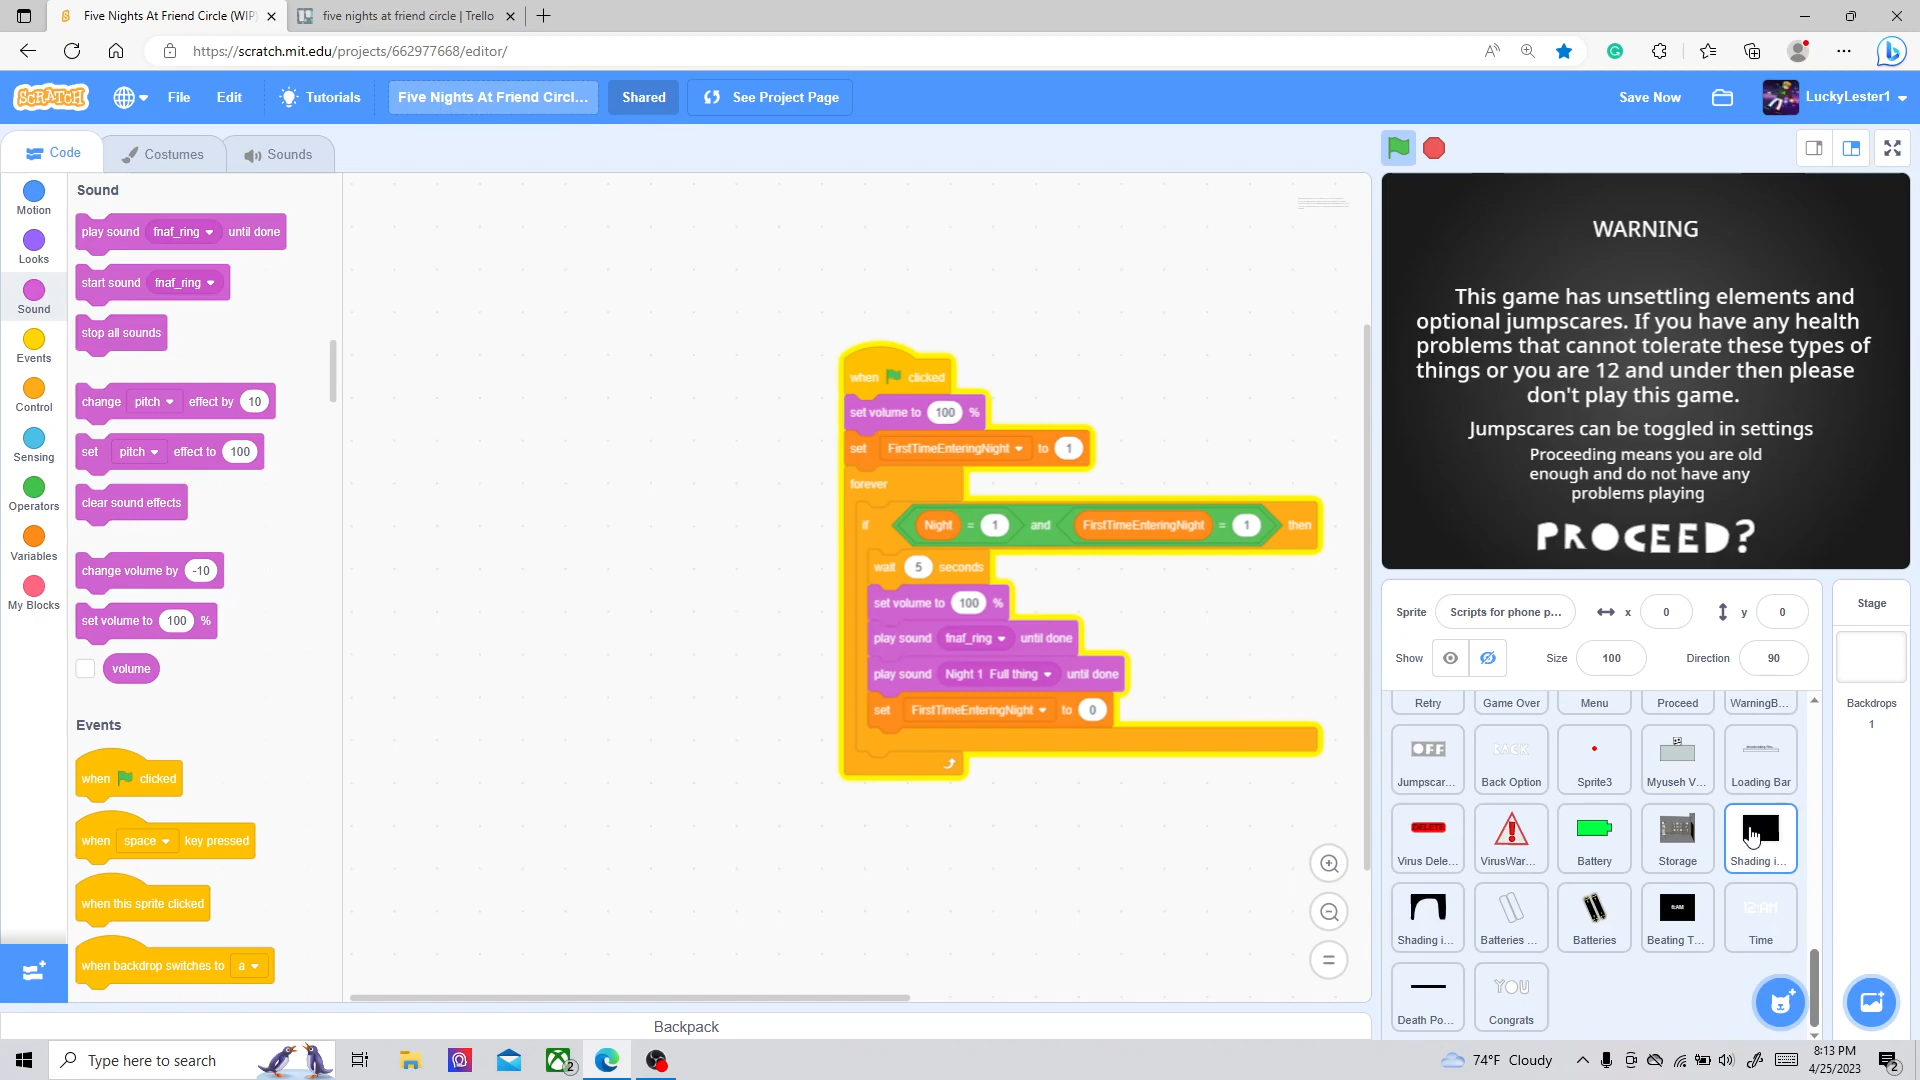 Five Nights At Friend Circle (WIP
five nights at friend circle | Trello
https://scratch.mit.edu/projects/662977668/editor/
SCRATCH
File
Edit
Tutorials
Five Nights At Friend Circl...
Shared
See Project Page
Save Now
LuckyLester1
Code
Costumes
Sounds
Motion
Looks
Sound
Events
Control
Sensing
Operators
Variables
My Blocks
Sound
play sound fnaf_ring until done
start sound fnaf_ring
stop all sounds
change pitch effect by 10
set pitch effect to 100
clear sound effects
change volume by -10
set volume to 100 %
volume
Events
when clicked
when space key pressed
when this sprite clicked
when backdrop switches to a
when clicked
set volume to 100 %
set FirstTimeEnteringNight to 1
forever
if Night = 1 and FirstTimeEnteringNight = 1 then
wait 5 seconds
set volume to 100 %
play sound fnaf_ring until done
play sound Night 1 Full thing until done
set FirstTimeEnteringNight to 0
WARNING
This game has unsettling elements and
optional jumpscares. If you have any health
problems that cannot tolerate these types of
things or you are 12 and under then please
don't play this game.
Jumpscares can be toggled in settings
Proceeding means you are old
enough and do not have any
problems playing
PROCEED?
Sprite Scripts for phone p... x 0 y 0
Show Size 100 Direction 90
Stage
Backdrops
1
Retry Game Over Menu Proceed WarningB...
OFF BACK
Jumpscar... Back Option Sprite3 Myuseh V... Loading Bar
DELETE
Virus Dele... VirusWar... Battery Storage Shading i...
6:AM 12:AM
Shading i... Batteries ... Batteries Beating T... Time
YOU
Death Po... Congrats
Backpack
Type here to search
2
74°F Cloudy
8:13 PM
4/25/2023
2